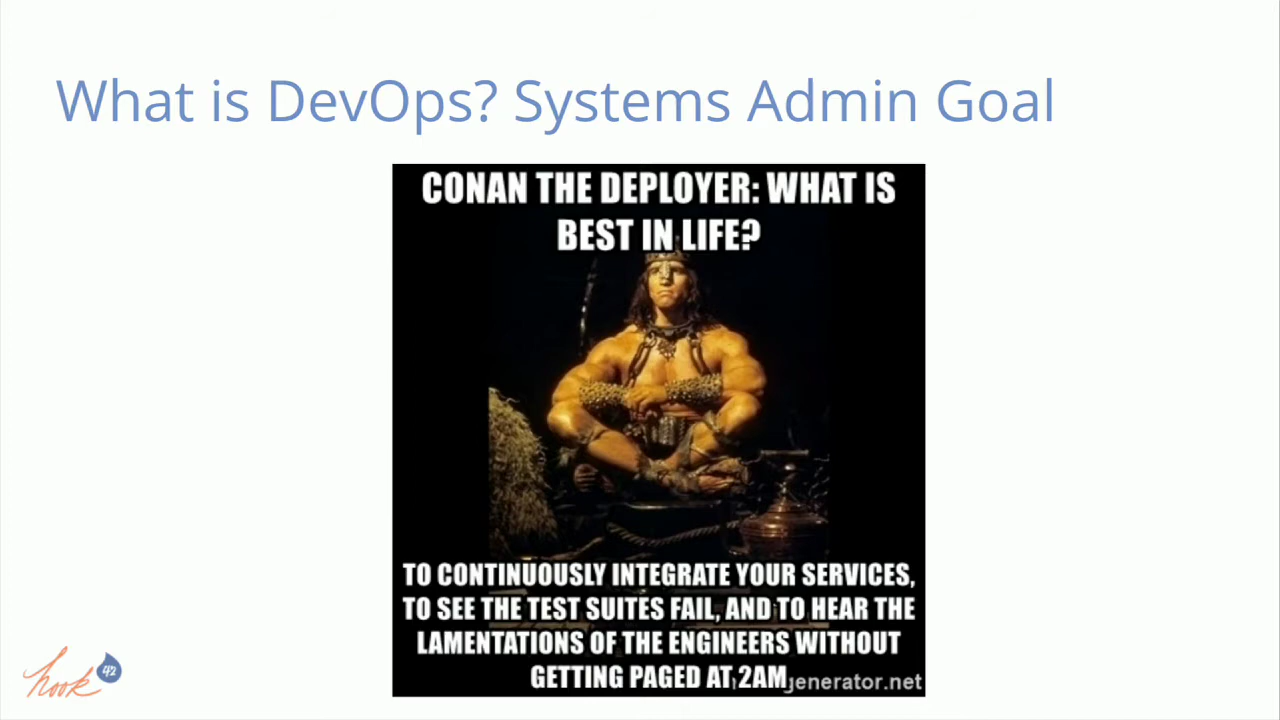 What is DevOps? Systems Admin Goal
CONAN THE DEPLOYER: WHAT IS
BEST IN LIFE?
TO CONTINUOUSLY INTEGRATE YOUR SERVICES,
TO SEE THE TEST SUITES FAIL, AND TO HEAR THE
LAMENTATIONS OF THE ENGINEERS WITHOUT
GETTING PAGED AT 2AM
generator.net
hook 42